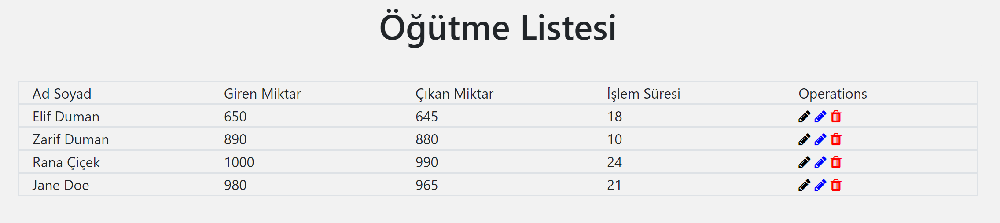 Öğütme Listesi
Ad Soyad Giren Miktar Çıkan Miktar İşlem Süresi Operations
Elif Duman 650 645 18
Zarif Duman 890 880 10
Rana Çiçek 1000 990 24
Jane Doe 980 965 21